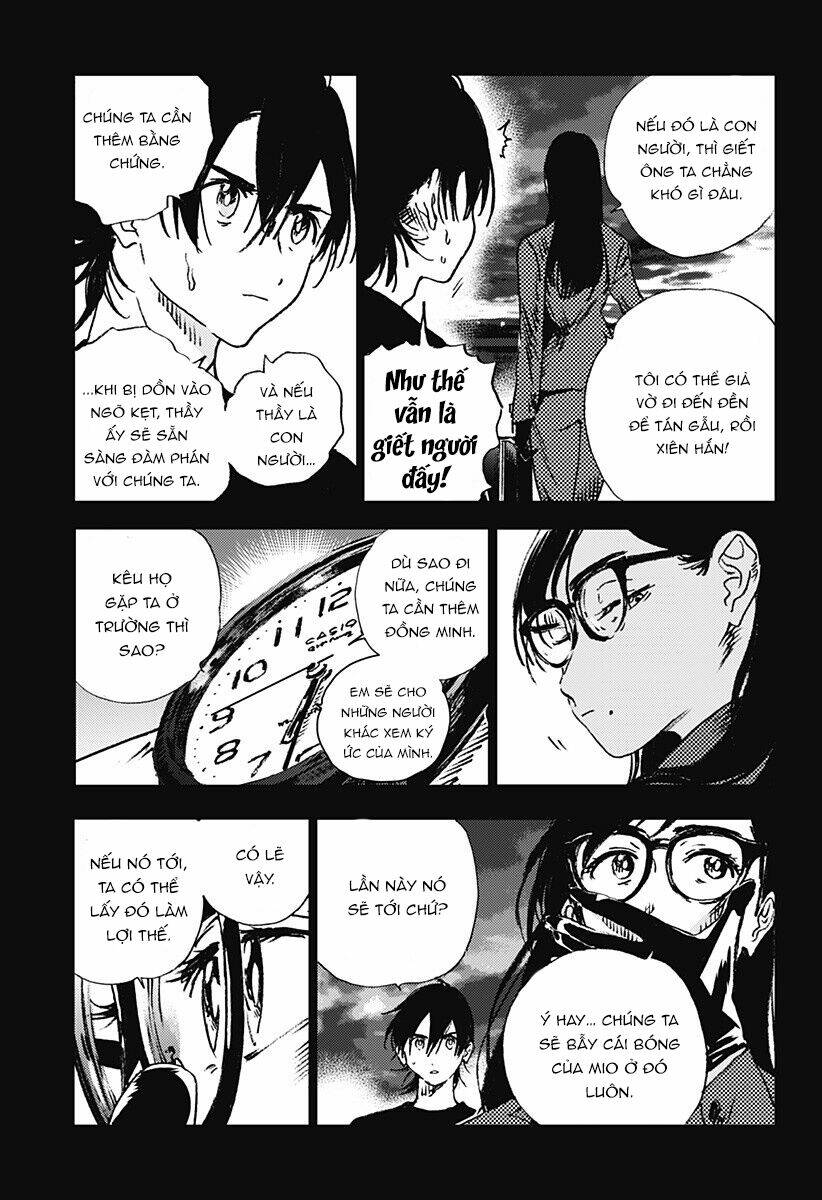 NẾU ĐÓ LÀ CON
NGƯỜI, THÌ GIẾT
ÔNG TA CHẲNG
KHÓ GÌ ĐÂU.
TÔI CÓ THỂ GIẢ
VỜ ĐI ĐẾN ĐỀN
ĐỂ TÁN GẪU, RỒI
XIÊN HẮN!
Như thế
vẫn là
giết người
đấy!
CHÚNG TA CẦN
THÊM BẰNG
CHỨNG.
VÀ NẾU
THẦY LÀ
CON
NGƯỜI...
...KHI BỊ DỒN VÀO
NGÕ KẸT, THẦY
ẤY SẼ SẴN
SÀNG ĐÀM PHÁN
VỚI CHÚNG TA.
DÙ SAO ĐI
NỮA, CHÚNG
TA CẦN THÊM
ĐỒNG MINH.
EM SẼ CHO
NHỮNG NGƯỜI
KHÁC XEM KÝ
ỨC CỦA MÌNH.
12
11
10
9
8
7
CASIO
KÊU HỌ
GẶP TA Ở
TRƯỜNG THÌ
SAO?
Ý HAY... CHÚNG TA
SẼ BẪY CÁI BÓNG
CỦA MIO Ở ĐÓ
LUÔN.
LẦN NÀY NÓ
SẼ TỚI CHỨ?
CÓ LẼ
VẬY.
NẾU NÓ TỚI,
TA CÓ THỂ
LẤY ĐÓ LÀM
LỢI THẾ.